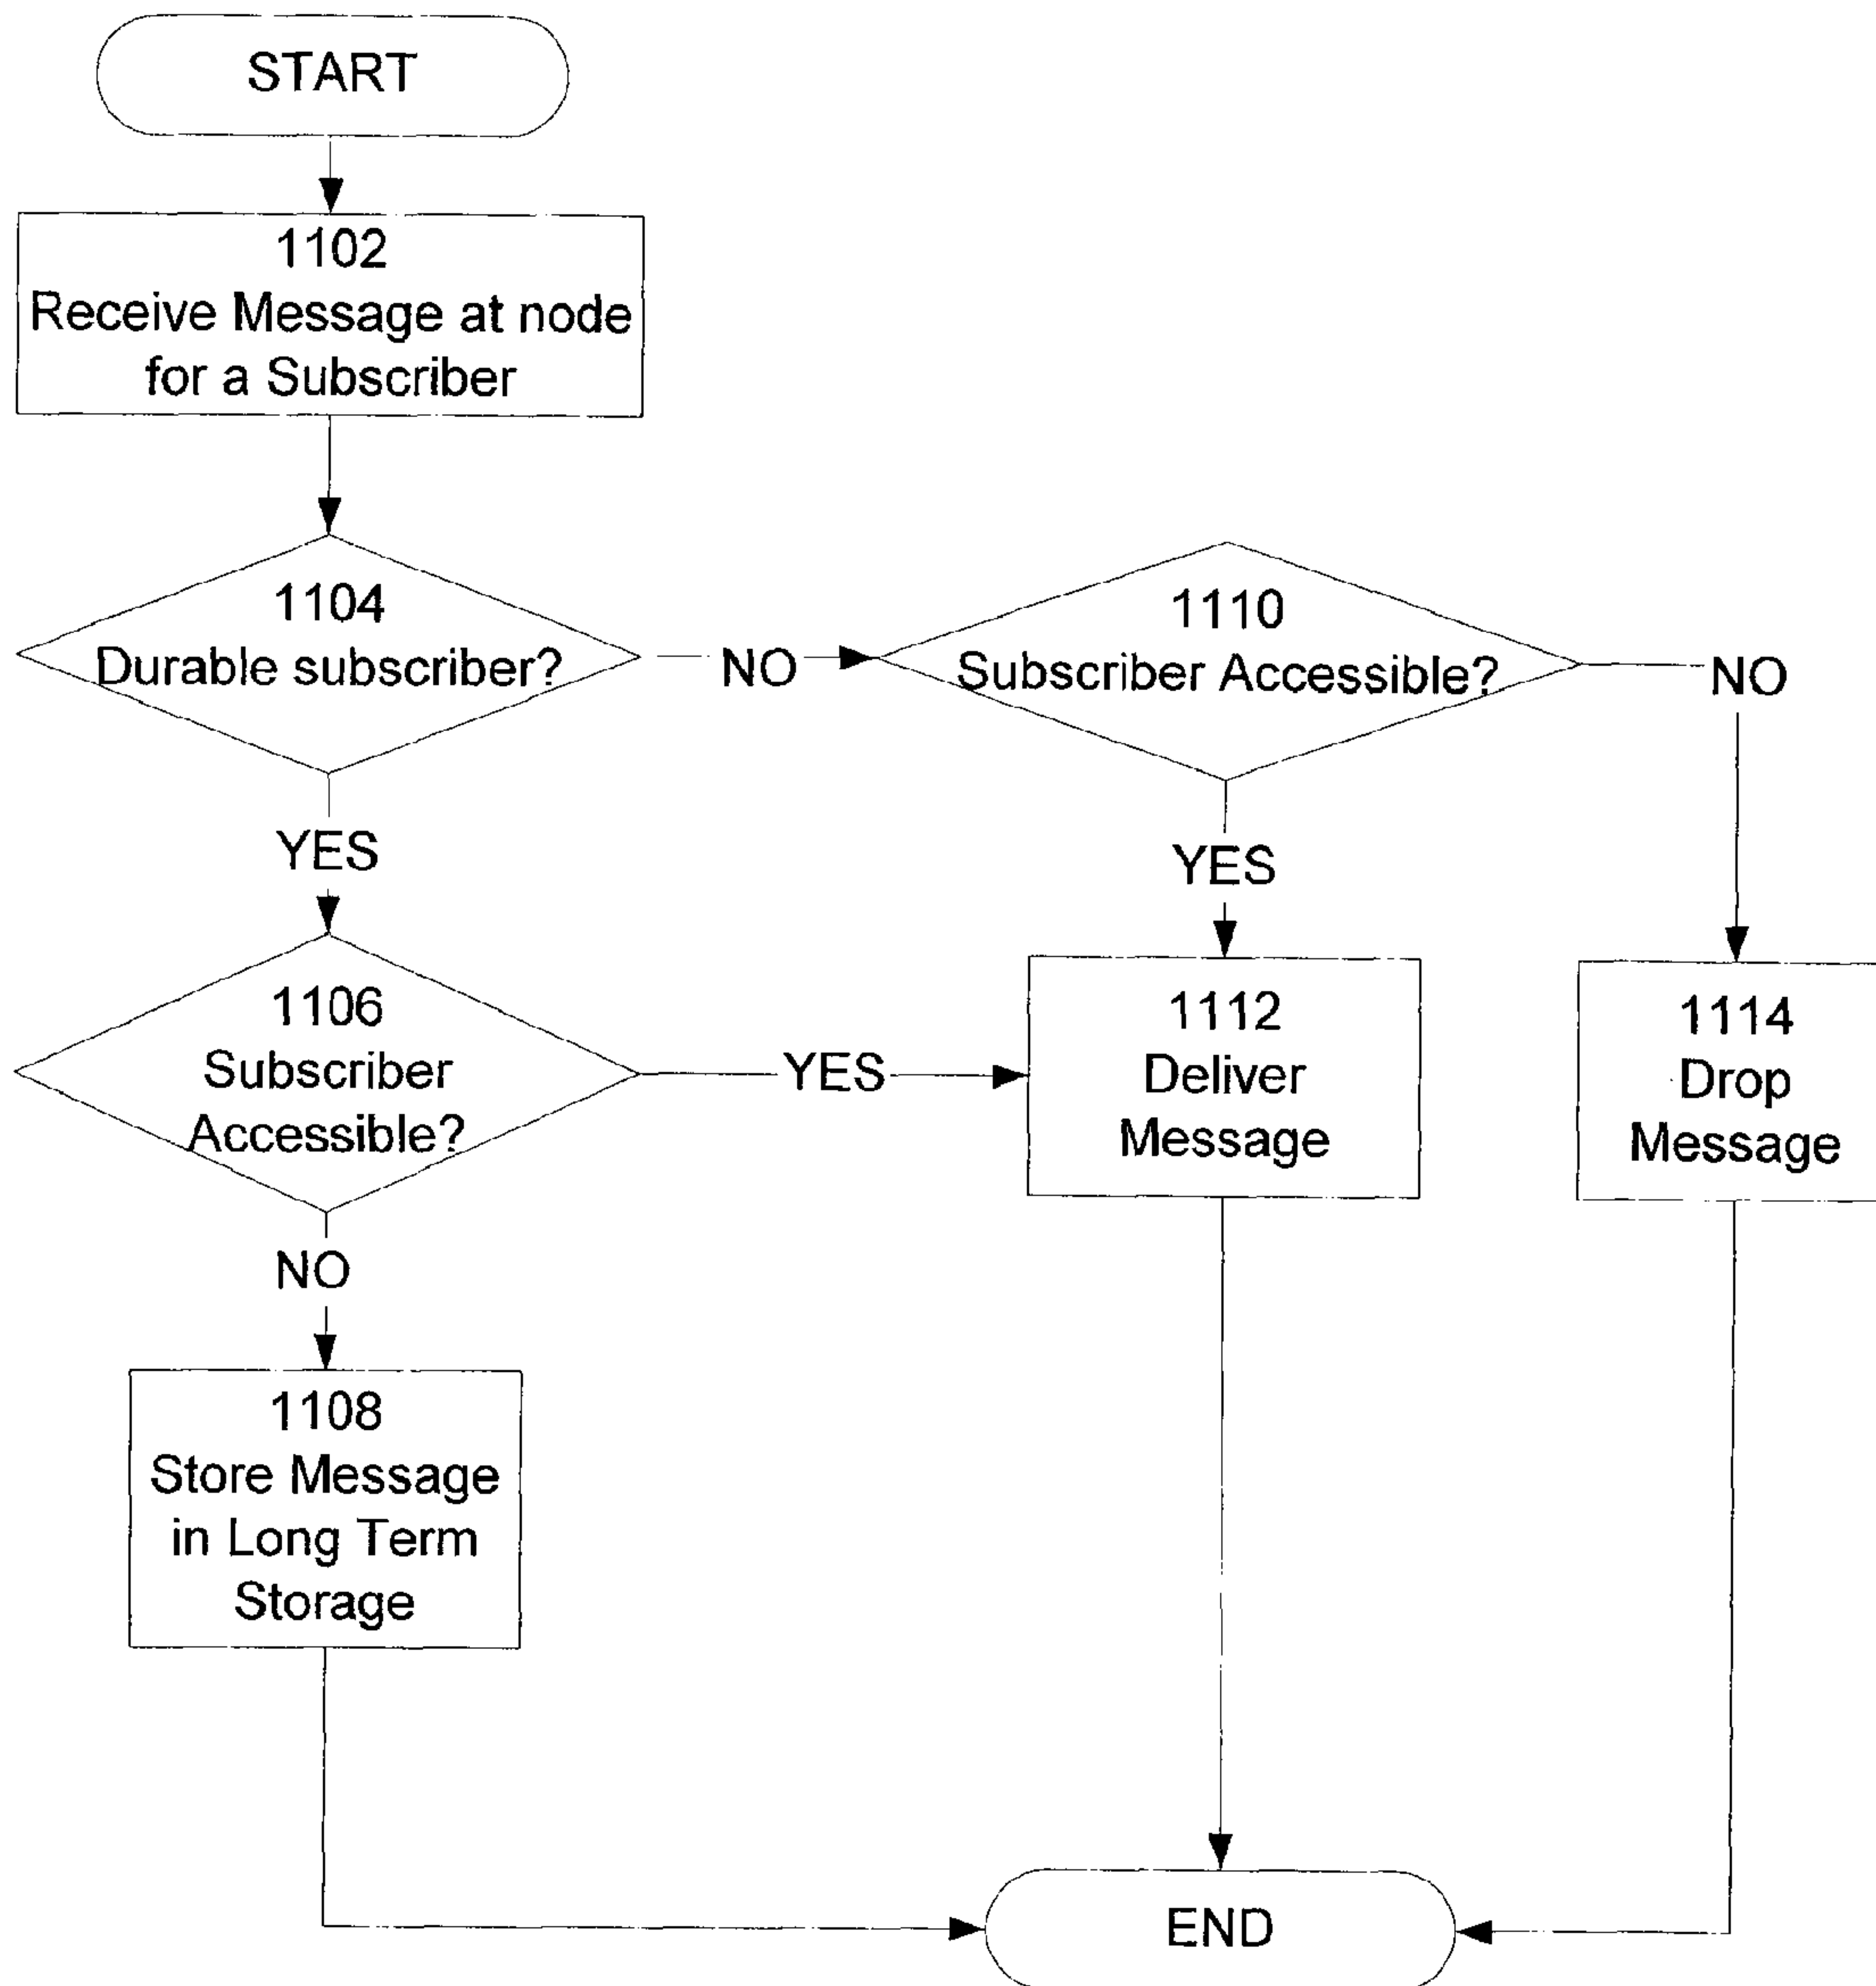 START
1102
Receive Message at node
for a Subscriber
1104
Durable subscriber?
NO
1110
Subscriber Accessible?
NO
YES
YES
1106
Subscriber
Accessible?
YES
1112
Deliver
Message
1114
Drop
Message
NO
1108
Store Message
in Long Term
Storage
END